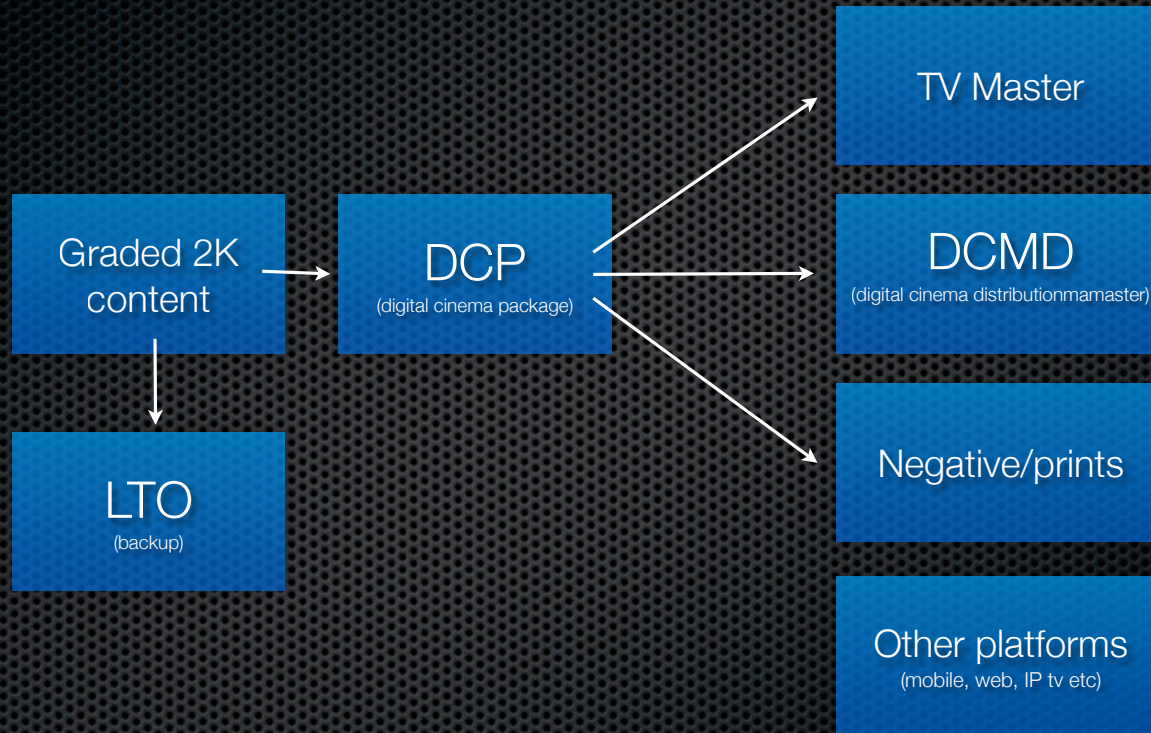 TV Master
Graded 2K
content
DCP
(digital cinema package)
DCMD
(digital cinema distributionmamaster)
LTO
(backup)
Negative/prints
Other platforms
(mobile, web, IP tv etc)